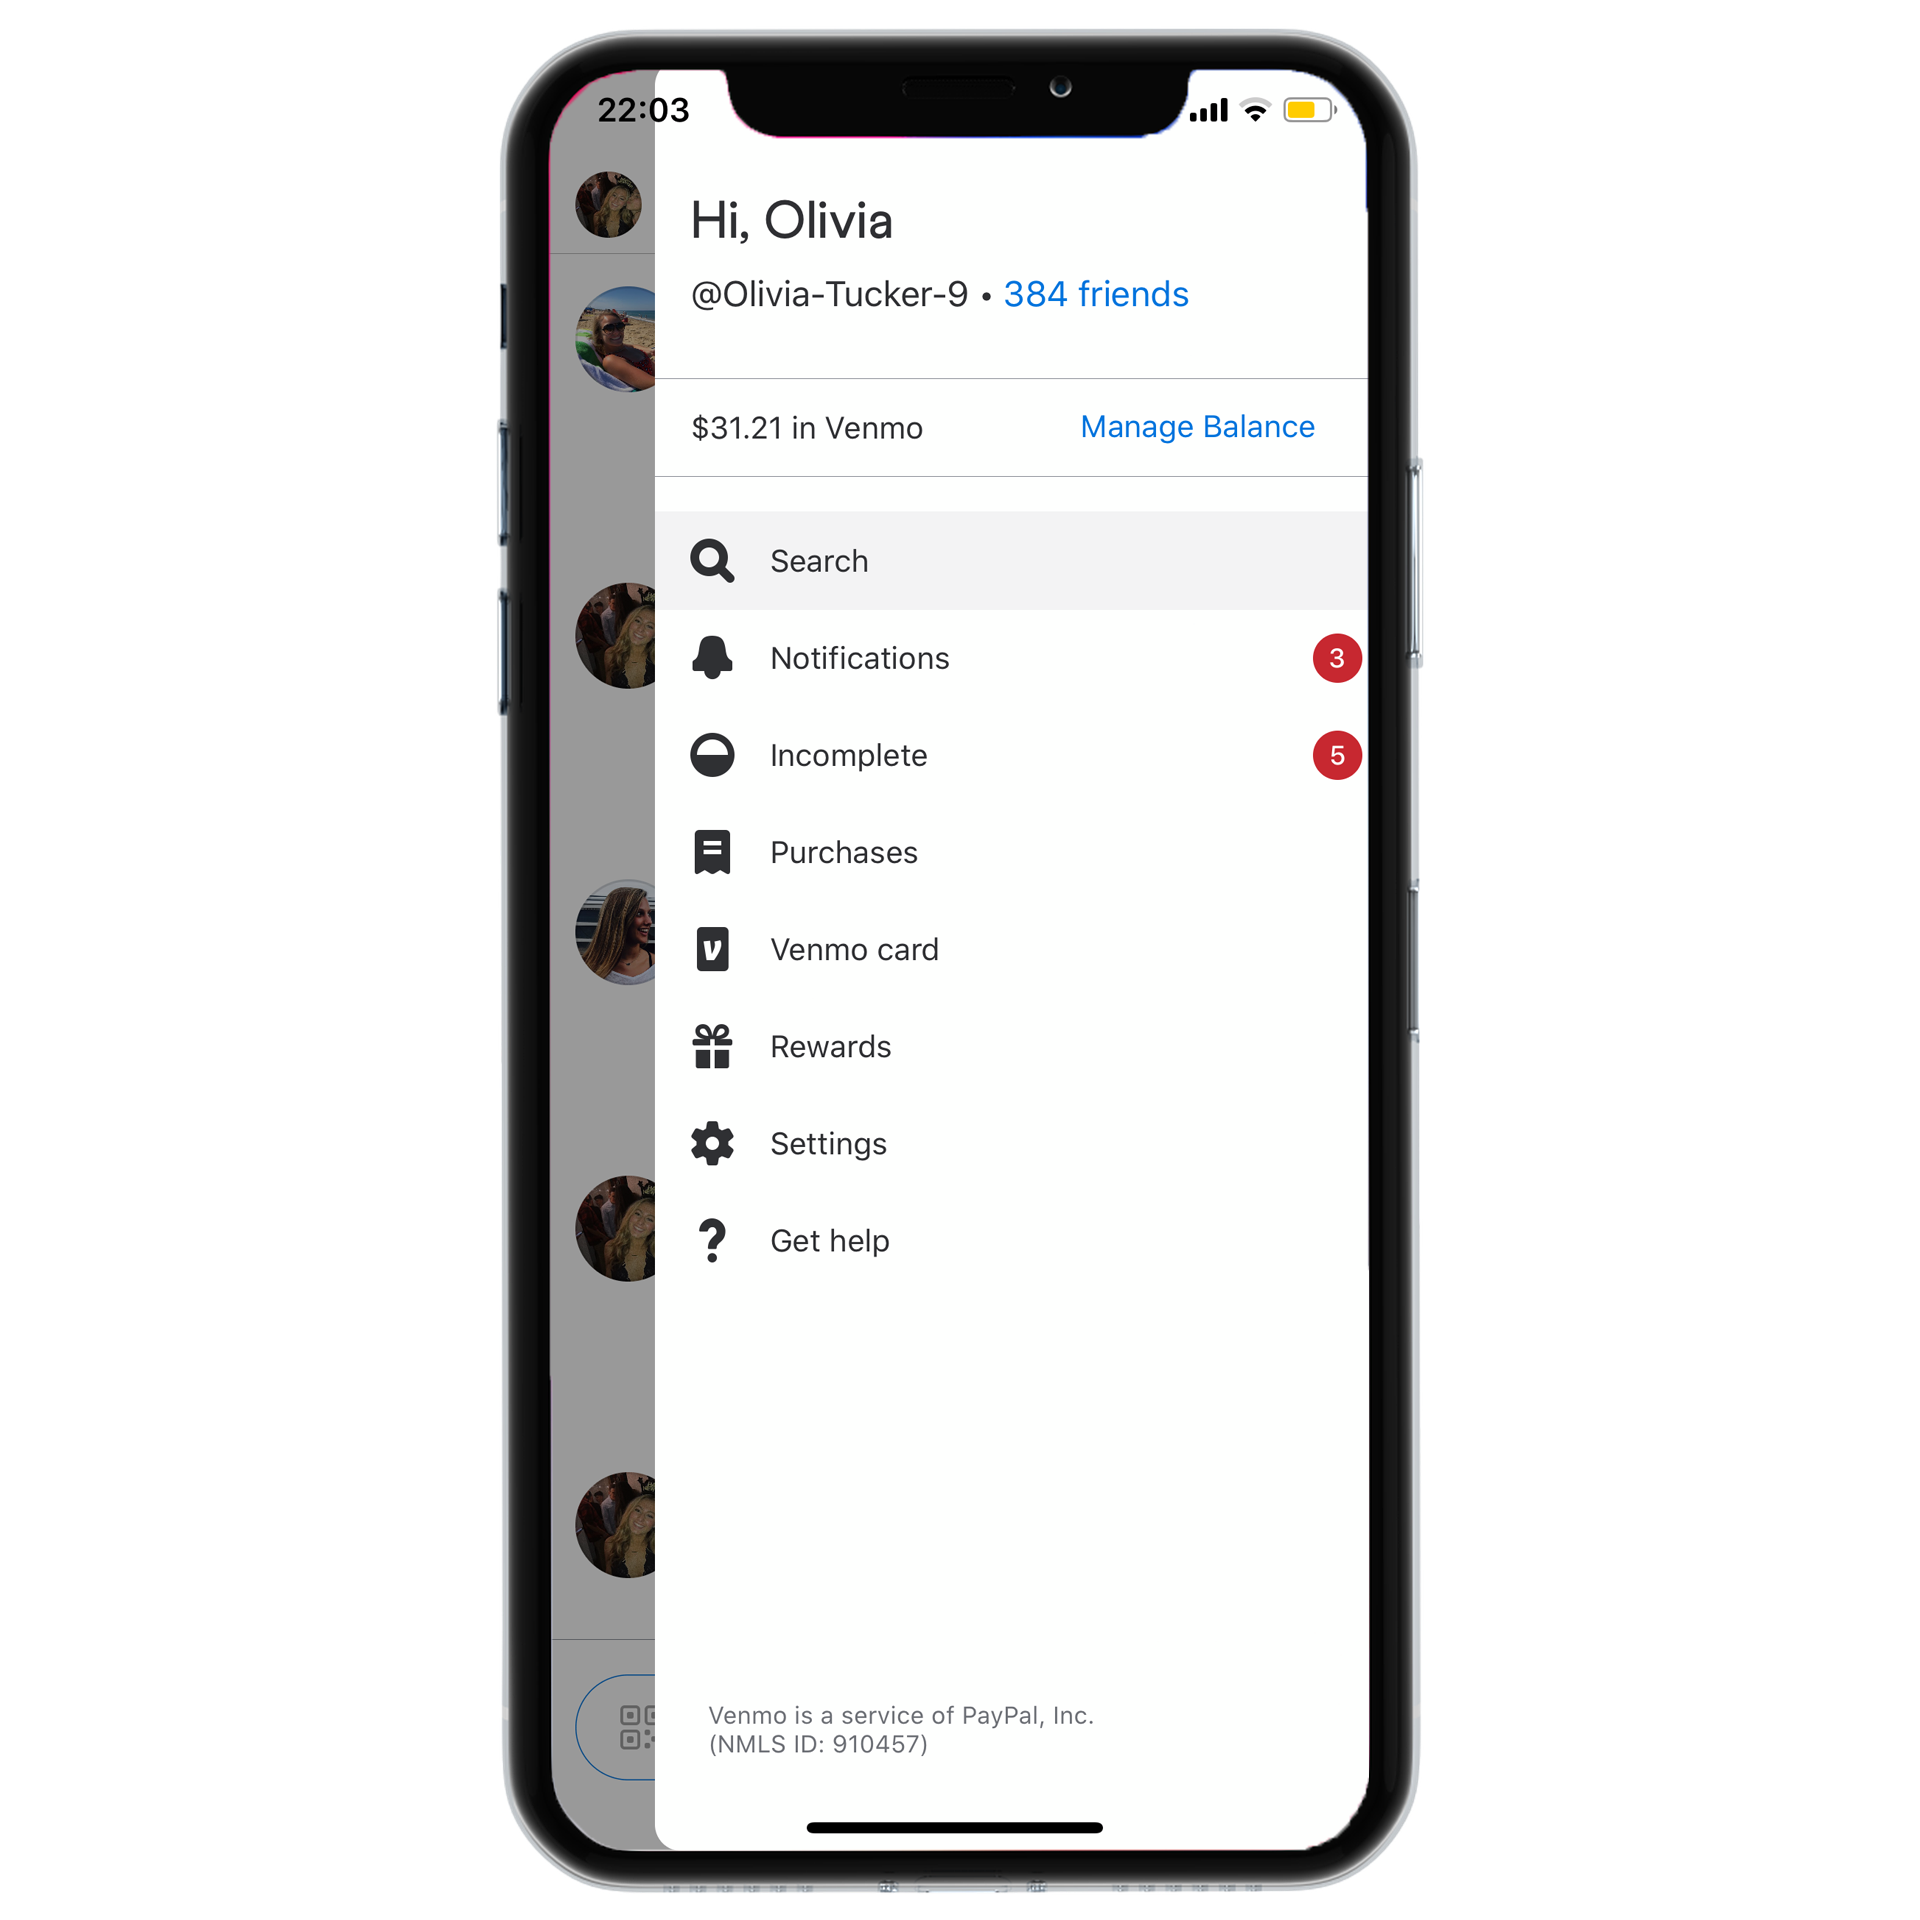 22:03
Hi, Olivia
@Olivia-Tucker-9 • 384 friends
$31.21 in Venmo Manage Balance
Search
Notifications 3
Incomplete 5
Purchases
Venmo card
Rewards
Settings
Get help
Venmo is a service of PayPal, Inc.
(NMLS ID: 910457)